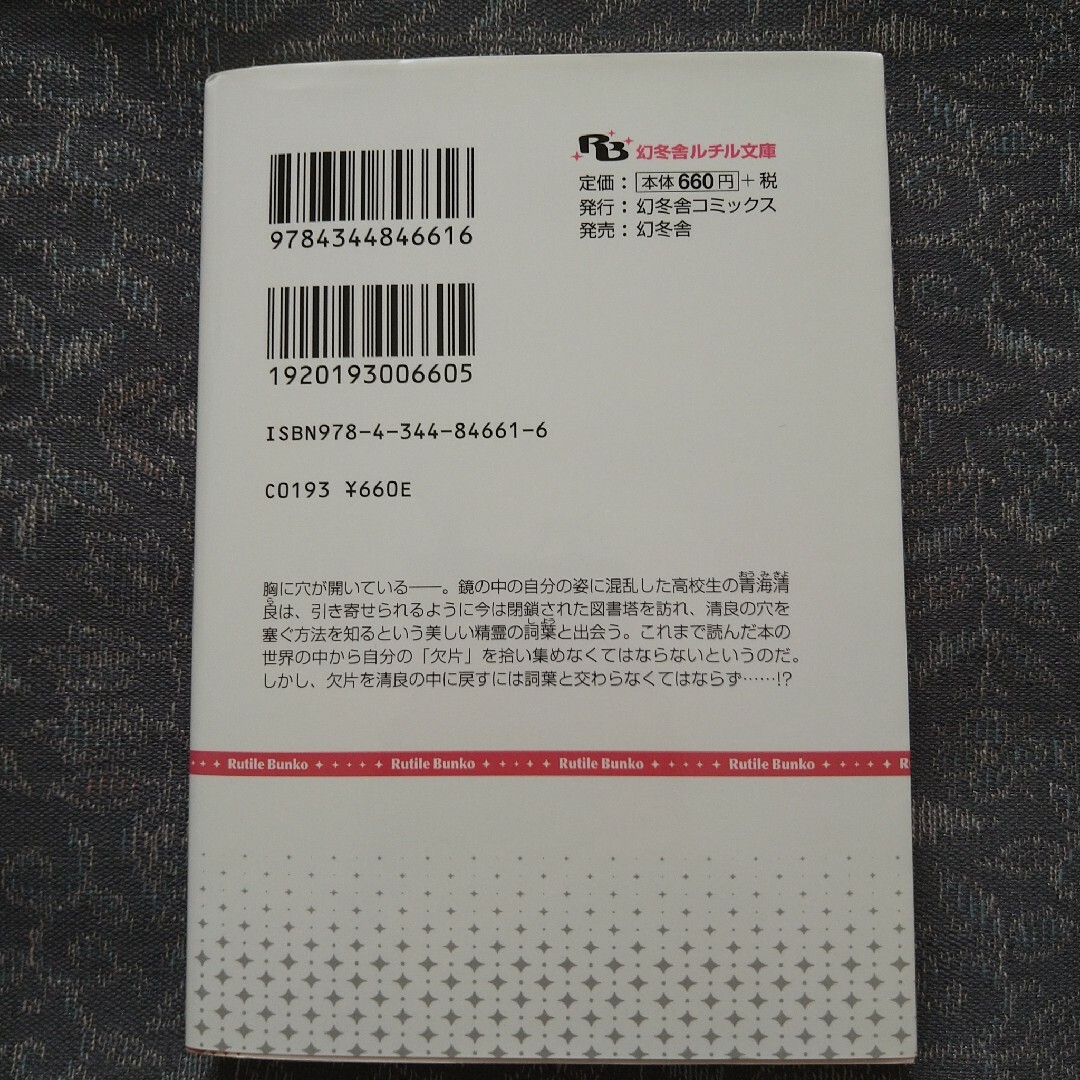 RB 幻冬舎ルチル文庫
定価：本体660円＋税
発行：幻冬舎コミックス
発売：幻冬舎
9784344846616
1920193006605
ISBN978-4-344-84661-6
C0193 ¥660E
胸に穴が開いている――。鏡の中の自分の姿に混乱した高校生の青海清
良は、引き寄せられるように今は閉鎖された図書塔を訪れ、清良の穴を
塞ぐ方法を知るという美しい精霊の詞葉と出会う。これまで読んだ本の
世界の中から自分の「欠片」を拾い集めなくてはならないというのだ。
しかし、欠片を清良の中に戻すには詞葉と交わらなくてはならず……!?
Rutile Bunko Rutile Bunko Rutile Bunko Rutile Bunko R